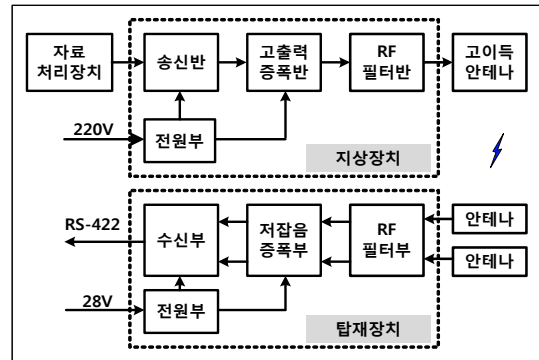 자료
처리장치
송신반
고출력
증폭반
RF
필터반
고이득
안테나
220V
전원부
지상장치
RS-422
수신부
저잡음
증폭부
RF
필터부
안테나
안테나
28V
전원부
탑재장치